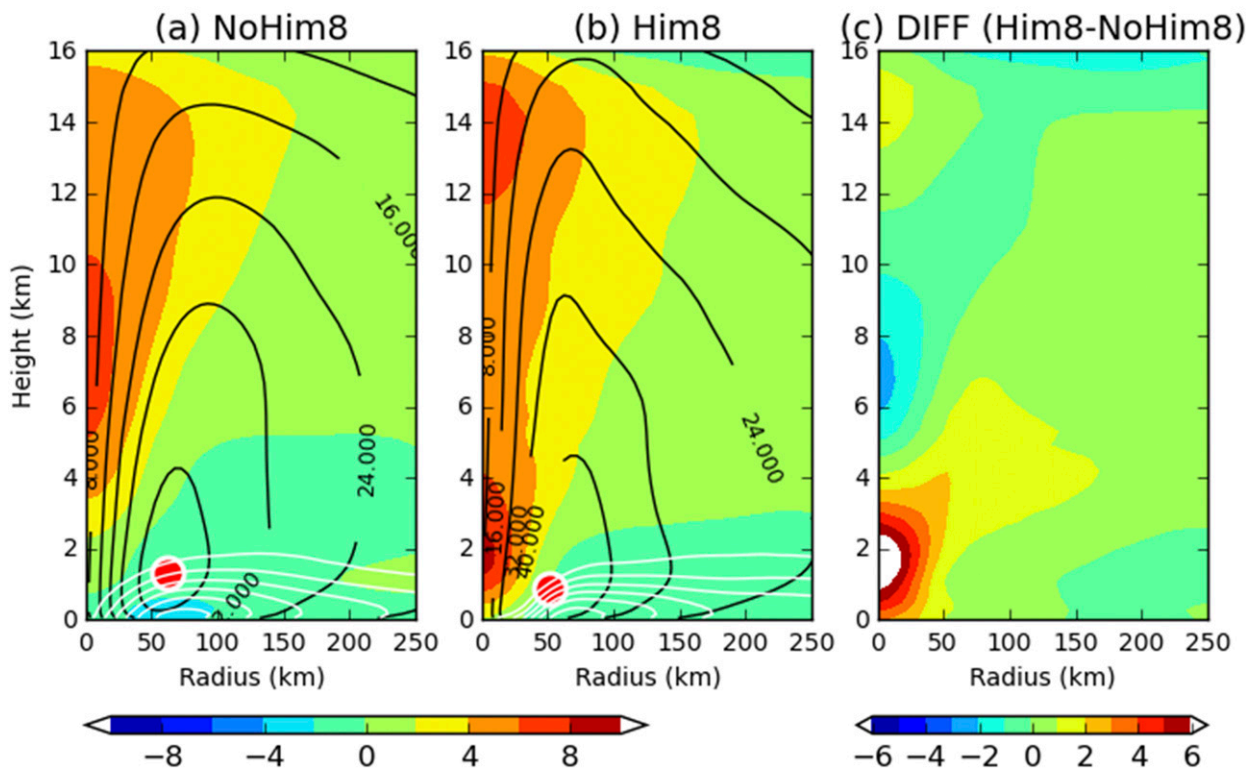 (a) NoHim8
(b) Him8
(c) DIFF (Him8-NoHim8)
Height (km)
16
14
12
10
8
6
4
2
0
16.000
24.000
8.000
0 50 100 150 200 250
Radius (km)
16
14
12
10
8
6
4
2
0
8.000
16.000
32.000
40.000
24.000
0 50 100 150 200 250
Radius (km)
16
14
12
10
8
6
4
2
0
0 50 100 150 200 250
Radius (km)
−8 −4 0 4 8
−6 −4 −2 0 2 4 6